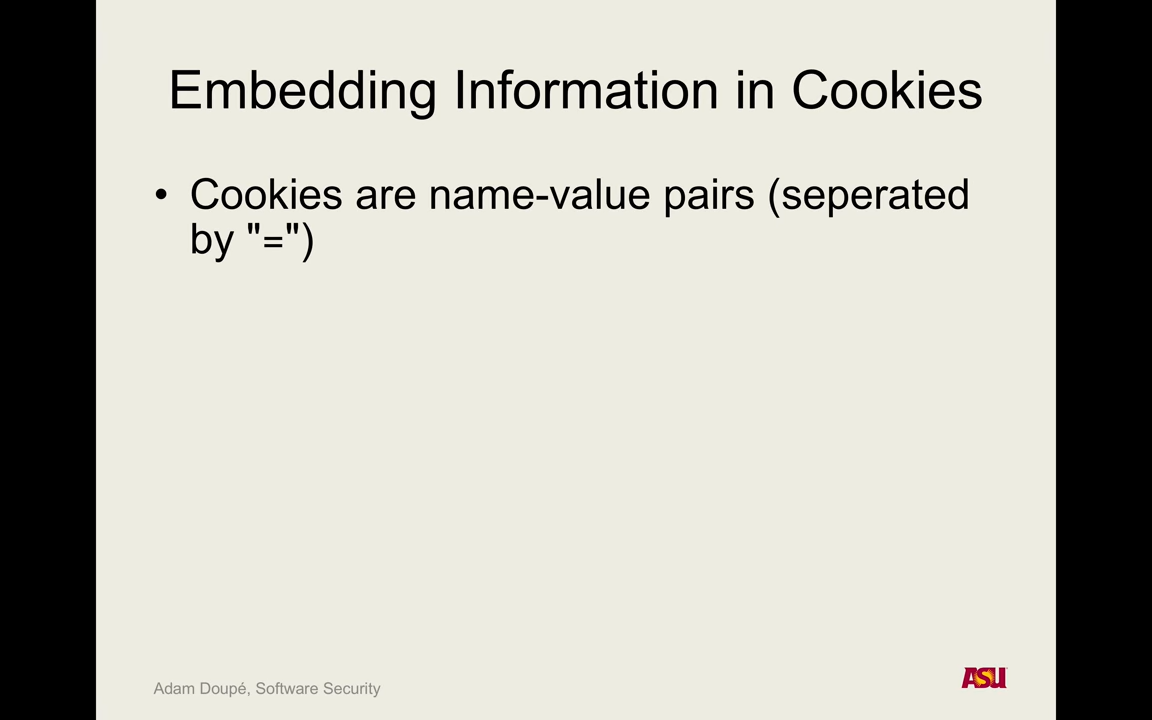 Embedding Information in Cookies
• Cookies are name-value pairs (seperated
by "=")
Adam Doupé, Software Security
ASU